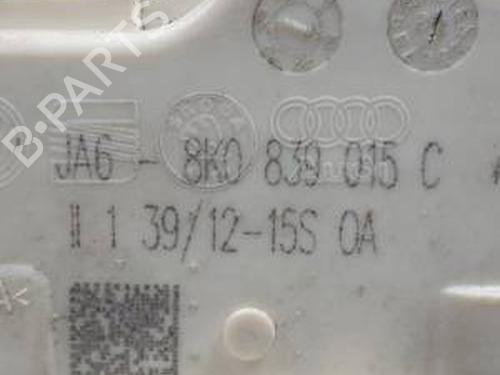 JA6 - 8K0 839 015 C
II 1 39/12-15S 0A
B-PARTS